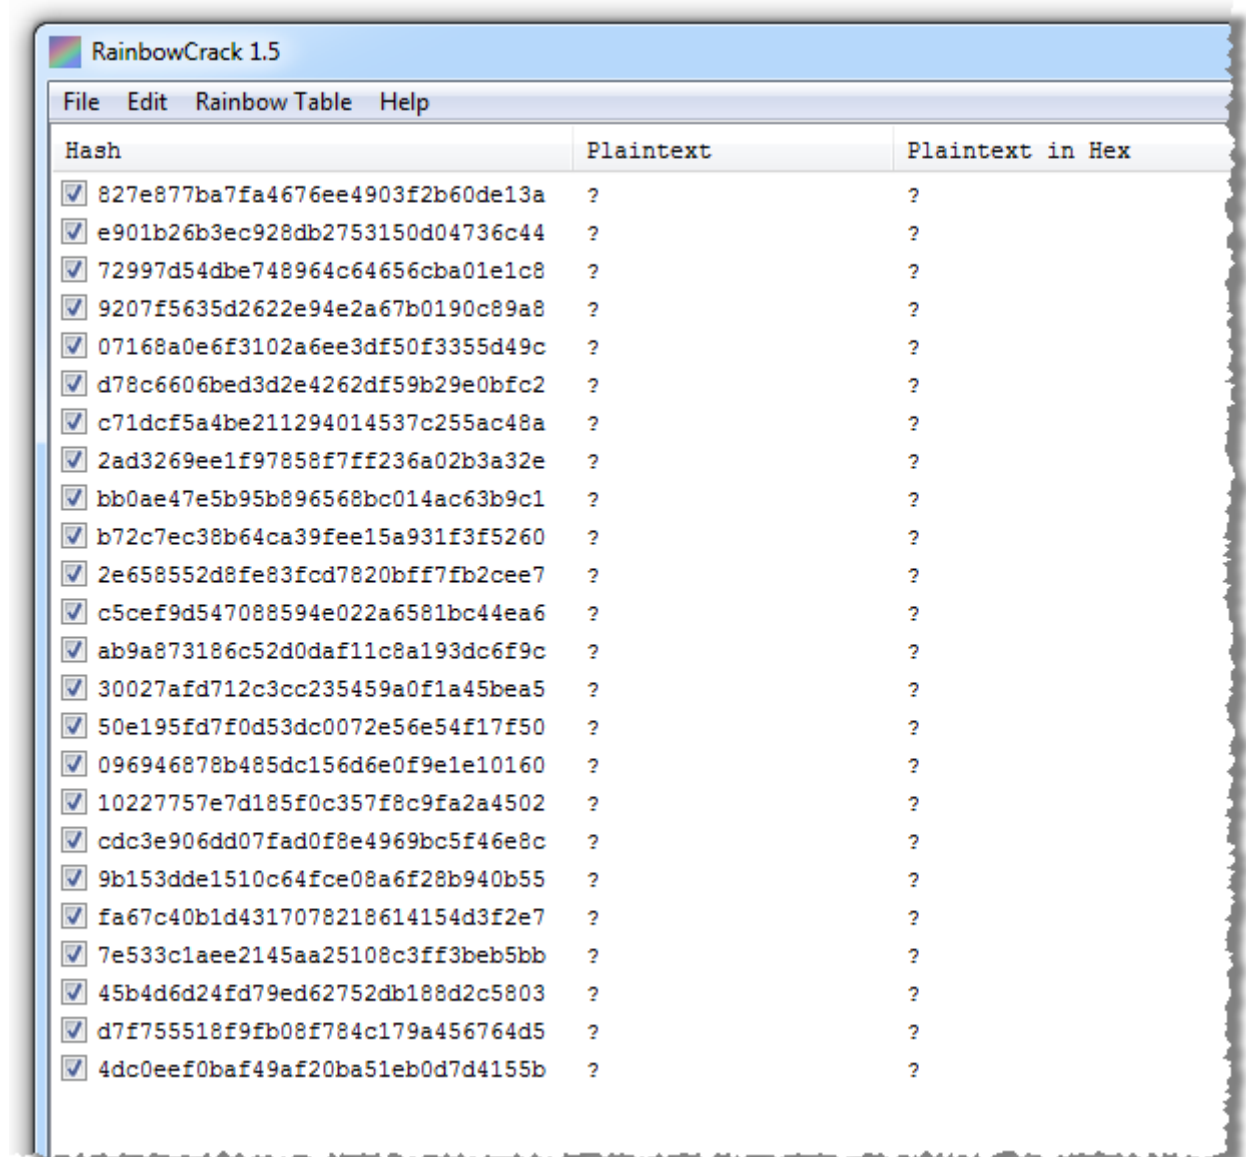 RainbowCrack 1.5
File Edit Rainbow Table Help
Hash Plaintext Plaintext in Hex
827e877ba7fa4676ee4903f2b60de13a ? ?
e901b26b3ec928db2753150d04736c44 ? ?
72997d54dbe748964c64656cba01e1c8 ? ?
9207f5635d2622e94e2a67b0190c89a8 ? ?
07168a0e6f3102a6ee3df50f3355d49c ? ?
d78c6606bed3d2e4262df59b29e0bfc2 ? ?
c71dcf5a4be211294014537c255ac48a ? ?
2ad3269ee1f97858f7ff236a02b3a32e ? ?
bb0ae47e5b95b896568bc014ac63b9c1 ? ?
b72c7ec38b64ca39fee15a931f3f5260 ? ?
2e658552d8fe83fcd7820bff7fb2cee7 ? ?
c5cef9d547088594e022a6581bc44ea6 ? ?
ab9a873186c52d0daf11c8a193dc6f9c ? ?
30027afd712c3cc235459a0f1a45bea5 ? ?
50e195fd7f0d53dc0072e56e54f17f50 ? ?
096946878b485dc156d6e0f9e1e10160 ? ?
10227757e7d185f0c357f8c9fa2a4502 ? ?
cdc3e906dd07fad0f8e4969bc5f46e8c ? ?
9b153dde1510c64fce08a6f28b940b55 ? ?
fa67c40b1d4317078218614154d3f2e7 ? ?
7e533c1aee2145aa25108c3ff3beb5bb ? ?
45b4d6d24fd79ed62752db188d2c5803 ? ?
d7f755518f9fb08f784c179a456764d5 ? ?
4dc0eef0baf49af20ba51eb0d7d4155b ? ?